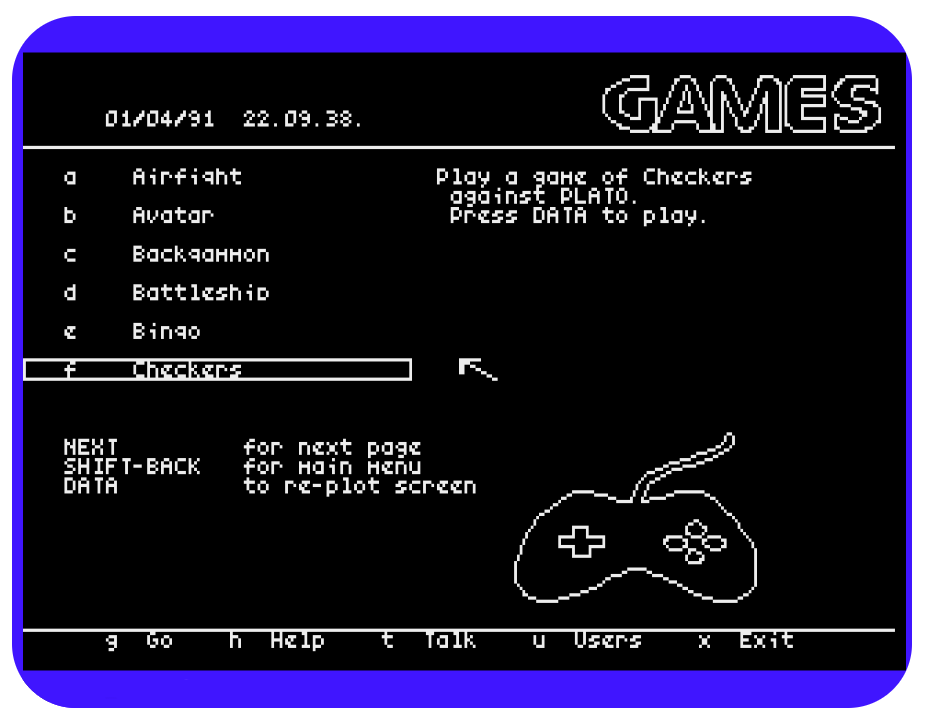 GAMES
01/04/91 22.09.38.
a Airfight
b Avatar
c Backgammon
d Battleship
e Bingo
f Checkers
Play a game of Checkers
against PLATO.
Press DATA to play.
NEXT for next page
SHIFT-BACK for main menu
DATA to re-plot screen
g Go h Help t Talk u Users x Exit